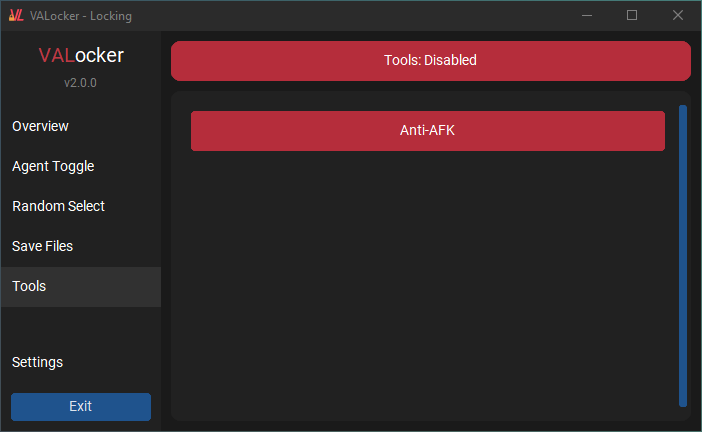 VALocker - Locking
VALocker
v2.0.0
Overview
Agent Toggle
Random Select
Save Files
Tools
Settings
Exit
Tools: Disabled
Anti-AFK